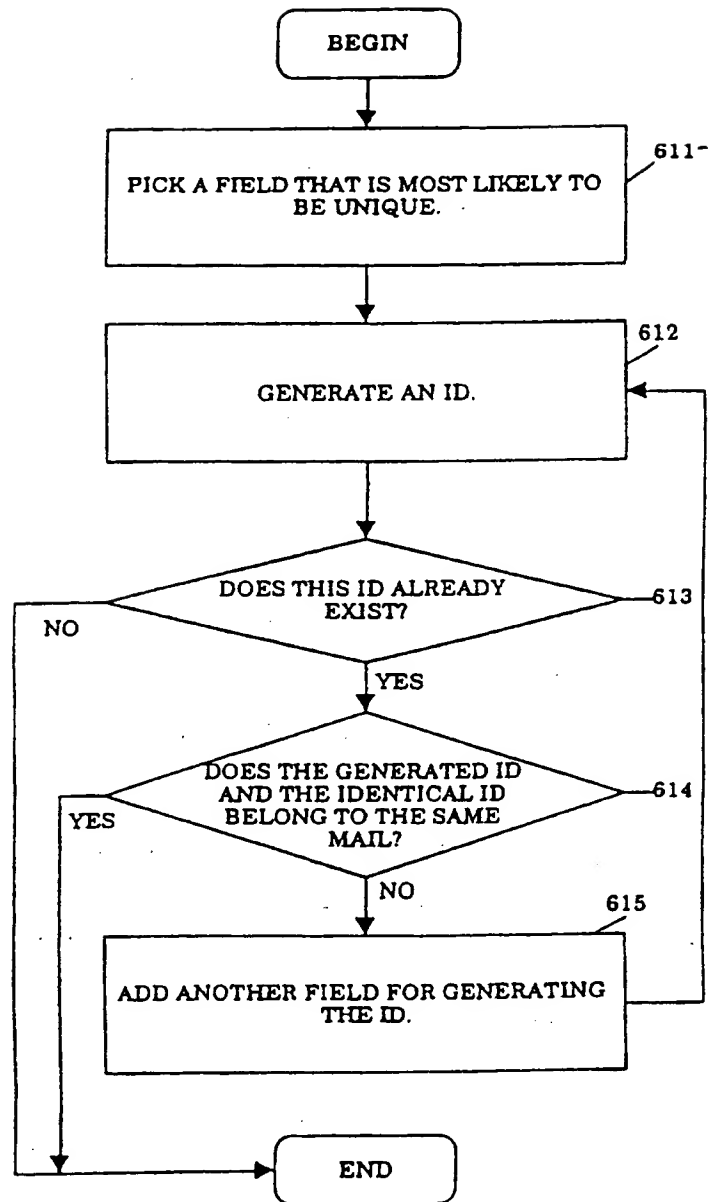 BEGIN
611
PICK A FIELD THAT IS MOST LIKELY TO
BE UNIQUE.
612
GENERATE AN ID.
DOES THIS ID ALREADY
EXIST?
613
NO
YES
DOES THE GENERATED ID
AND THE IDENTICAL ID
BELONG TO THE SAME
MAIL?
614
YES
NO
615
ADD ANOTHER FIELD FOR GENERATING
THE ID.
END